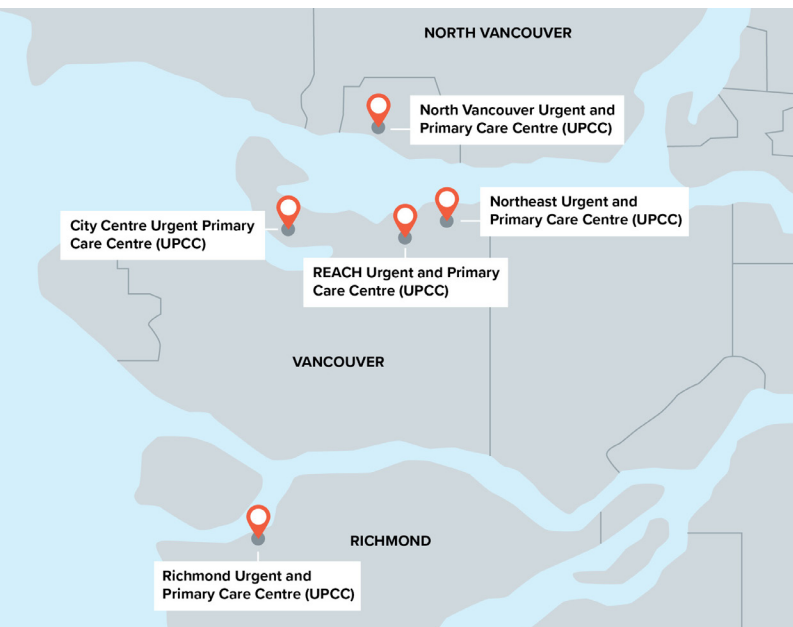 NORTH VANCOUVER
North Vancouver Urgent and
Primary Care Centre (UPCC)
Northeast Urgent and
Primary Care Centre (UPCC)
City Centre Urgent Primary
Care Centre (UPCC)
REACH Urgent and Primary
Care Centre (UPCC)
VANCOUVER
RICHMOND
Richmond Urgent and
Primary Care Centre (UPCC)